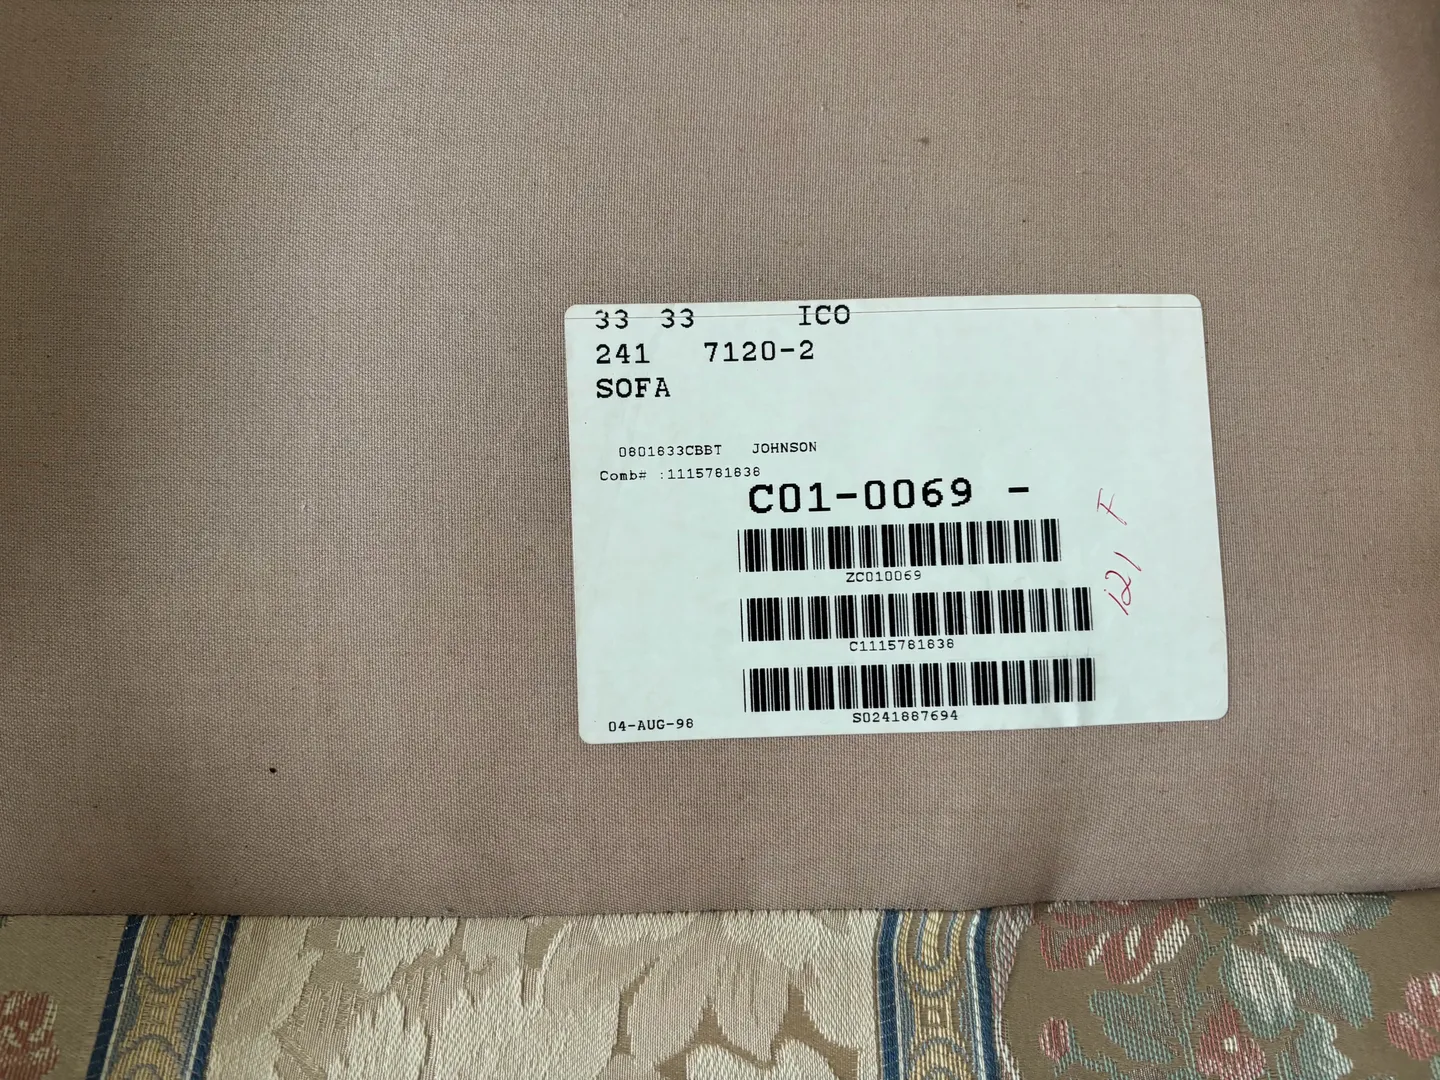 33 33 ICO
241 7120-2
SOFA
0801833CBBT JOHNSON
Comb# :1115781838
C01-0069 -
ZC010069
C1115781838
S0241887694
04-AUG-98
121 F